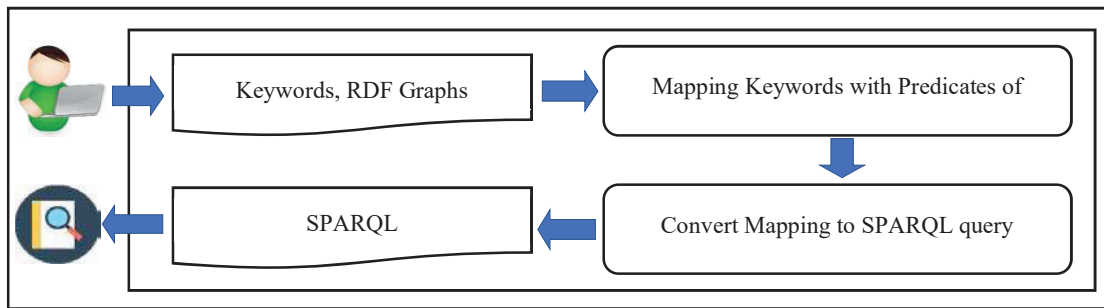 Keywords, RDF Graphs
Mapping Keywords with Predicates of
SPARQL
Convert Mapping to SPARQL query